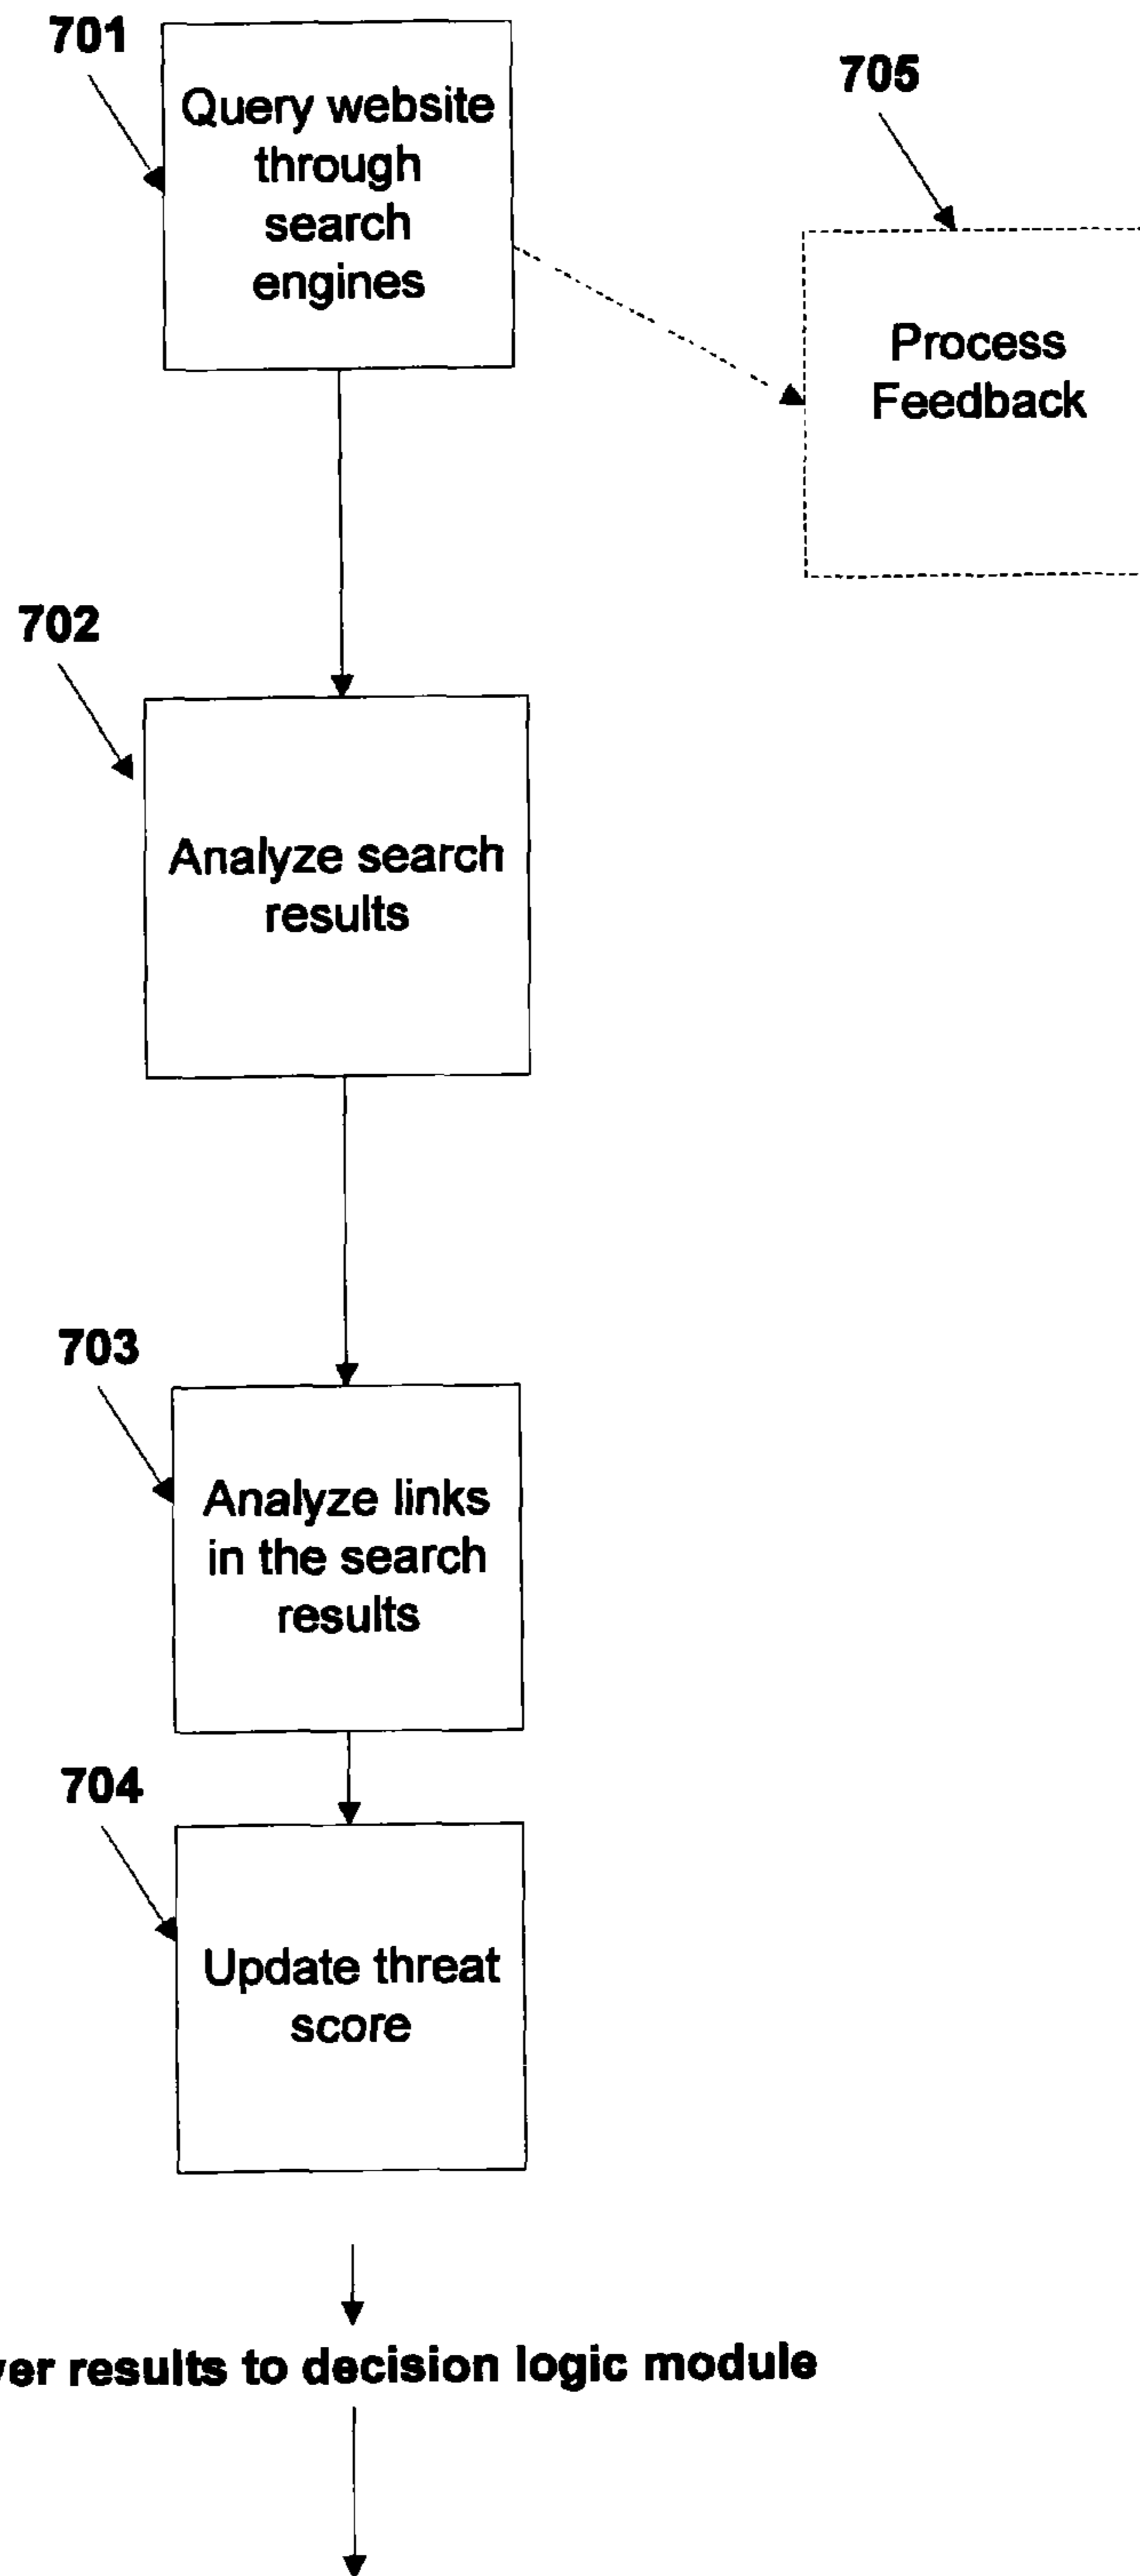 701
Query website
through
search
engines
705
Process
Feedback
702
Analyze search
results
703
Analyze links
in the search
results
704
Update threat
score
results to decision logic module